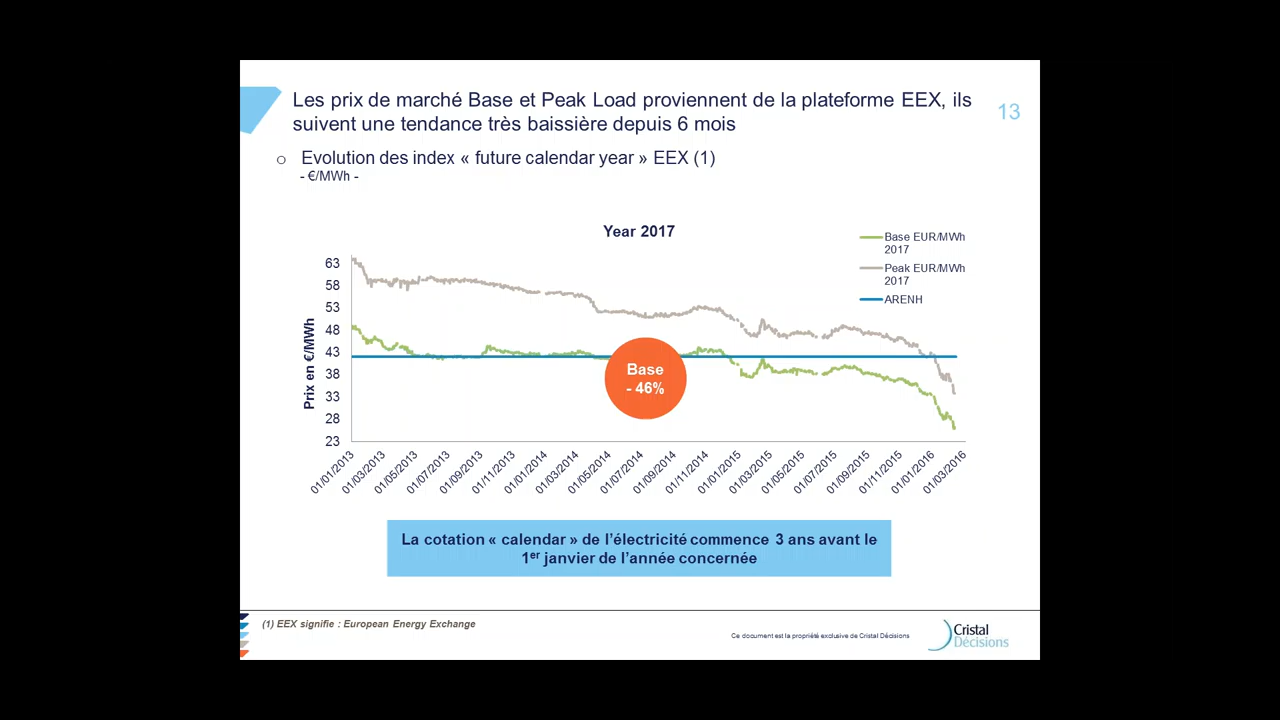 Les prix de marché Base et Peak Load proviennent de la plateforme EEX, ils
suivent une tendance très baissière depuis 6 mois
13
o Evolution des index « future calendar year » EEX (1)
- €/MWh -
Year 2017
Base EUR/MWh
2017
Peak EUR/MWh
2017
ARENH
Prix en €/MWh
63
58
53
48
43
38
33
28
23
Base
- 46%
01/01/2013
01/03/2013
01/05/2013
01/07/2013
01/09/2013
01/11/2013
01/01/2014
01/03/2014
01/05/2014
01/07/2014
01/09/2014
01/11/2014
01/01/2015
01/03/2015
01/05/2015
01/07/2015
01/09/2015
01/11/2015
01/01/2016
01/03/2016
La cotation « calendar » de l’électricité commence 3 ans avant le
1er janvier de l’année concernée
(1) EEX signifie : European Energy Exchange
Ce document est la propriété exclusive de Cristal Décisions
Cristal
Décisions